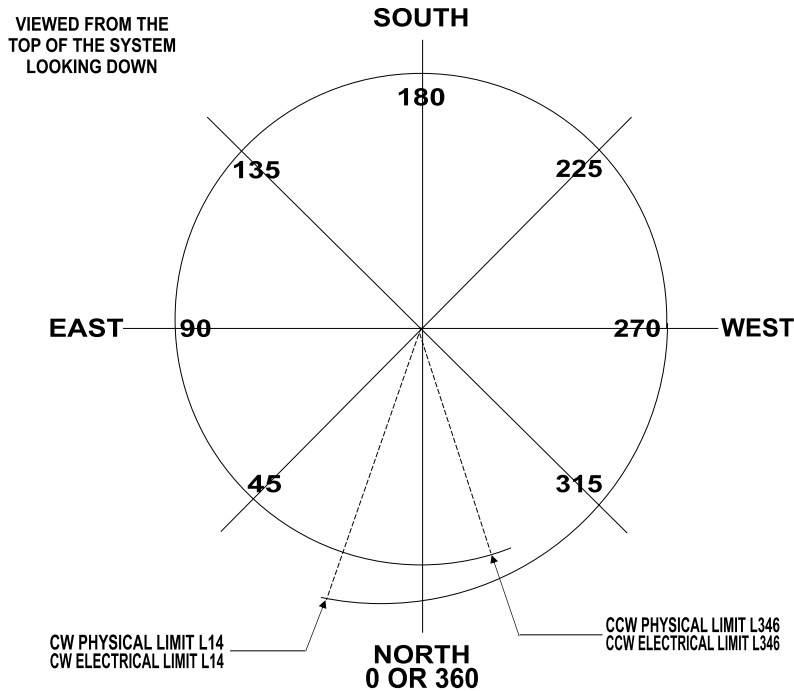 VIEWED FROM THE
TOP OF THE SYSTEM
LOOKING DOWN
SOUTH
180
135
225
EAST
90
270
WEST
45
315
CW PHYSICAL LIMIT L14
CW ELECTRICAL LIMIT L14
CCW PHYSICAL LIMIT L346
CCW ELECTRICAL LIMIT L346
NORTH
0 OR 360